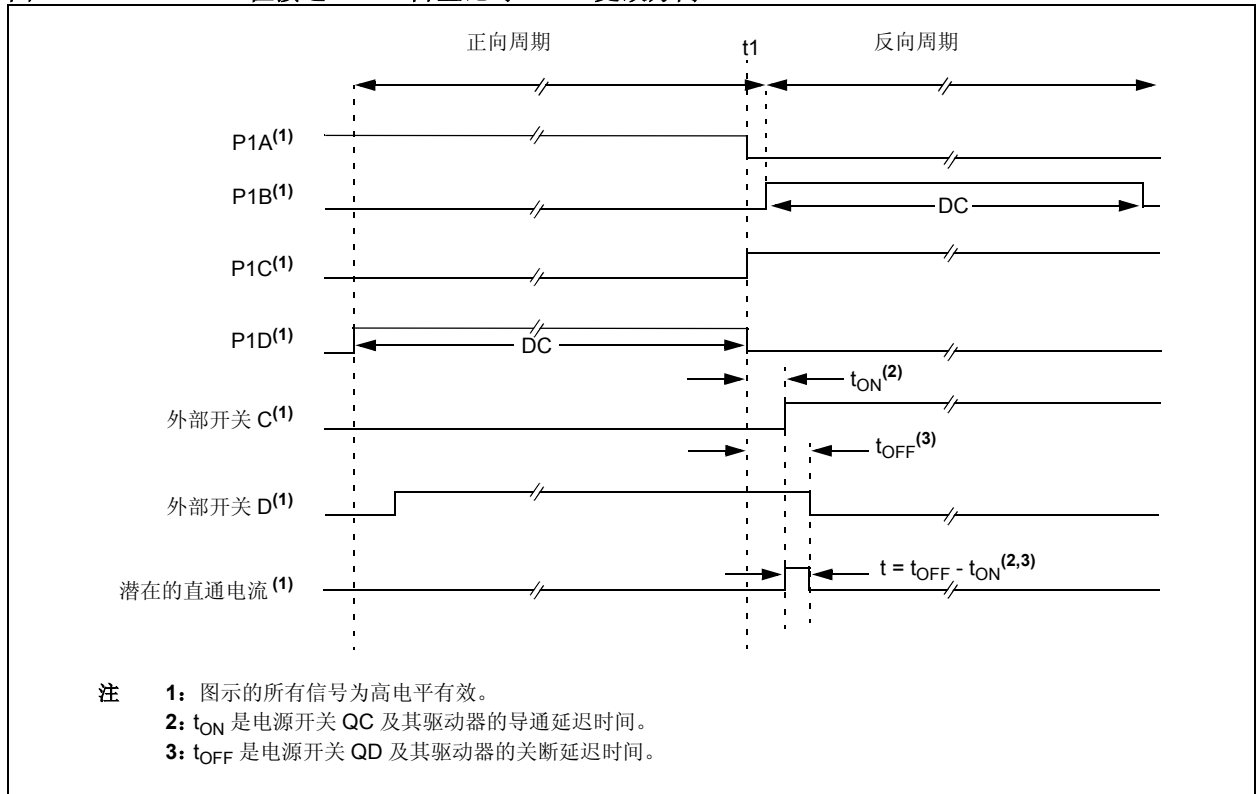 正向周期
t1
反向周期
P1A(1)
P1B(1)
DC
P1C(1)
P1D(1)
DC
tON(2)
外部开关 C(1)
tOFF(3)
外部开关 D(1)
潜在的直通电流 (1)
t = tOFF - tON(2,3)
注 1: 图示的所有信号为高电平有效。
2: tON 是电源开关 QC 及其驱动器的导通延迟时间。
3: tOFF 是电源开关 QD 及其驱动器的关断延迟时间。